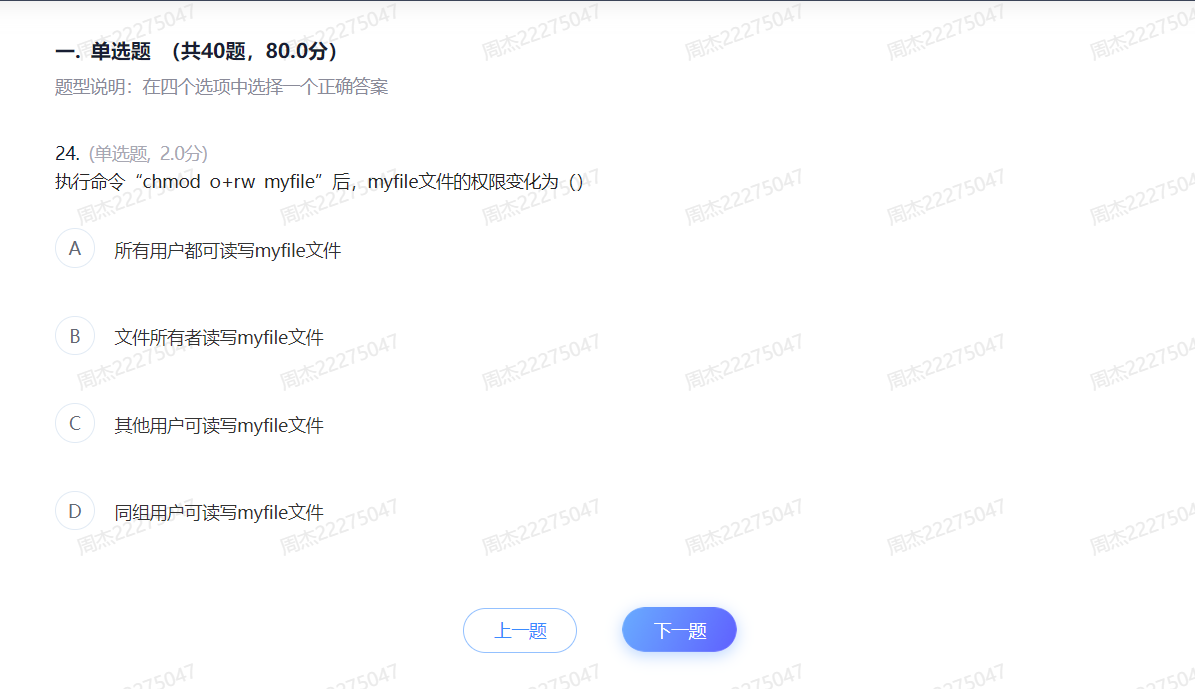 一. 单选题 （共40题，80.0分）
题型说明：在四个选项中选择一个正确答案
24. (单选题, 2.0分)
执行命令“chmod o+rw myfile”后，myfile文件的权限变化为（）
A 所有用户都可读写myfile文件
B 文件所有者读写myfile文件
C 其他用户可读写myfile文件
D 同组用户可读写myfile文件
上一题 下一题
周杰22275047